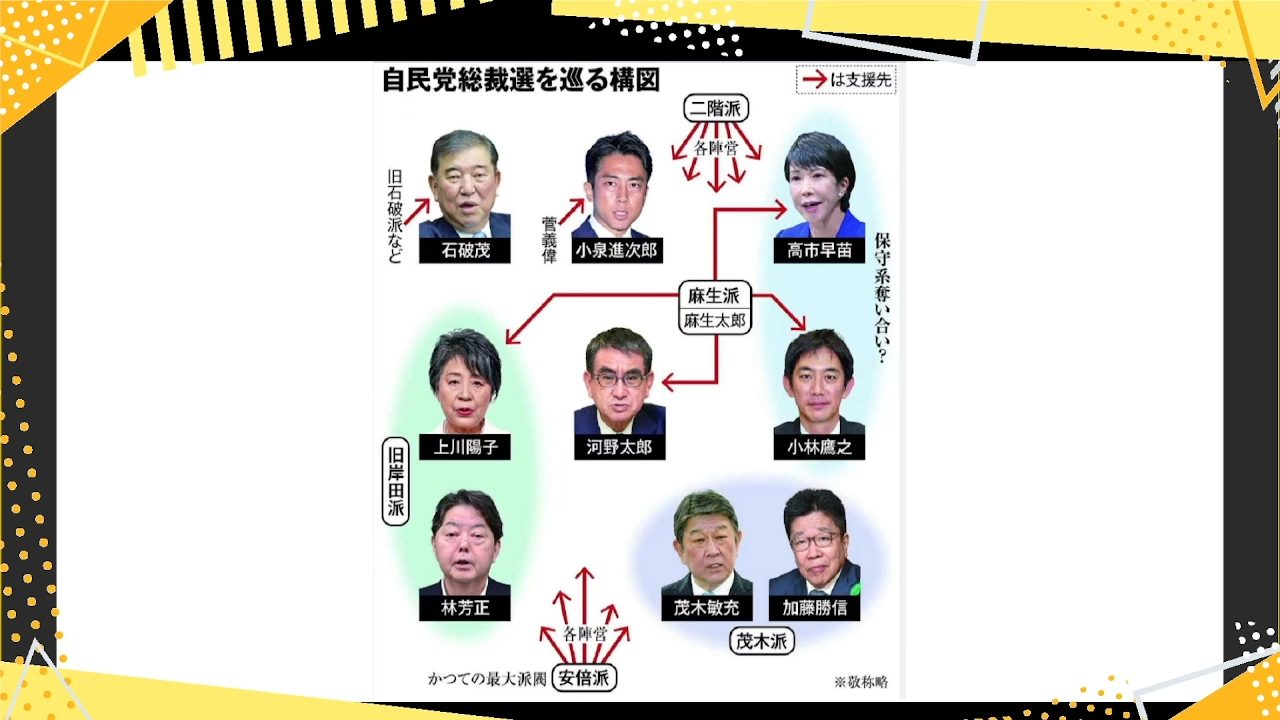 自民党総裁選を巡る構図
→は支援先
二階派
各陣営
旧石破派など
石破茂
菅義偉
小泉進次郎
高市早苗
保守系奪い合い?
麻生派
麻生太郎
上川陽子
河野太郎
小林鷹之
旧岸田派
林芳正
茂木敏充
加藤勝信
茂木派
各陣営
かつての最大派閥
安倍派
※敬称略